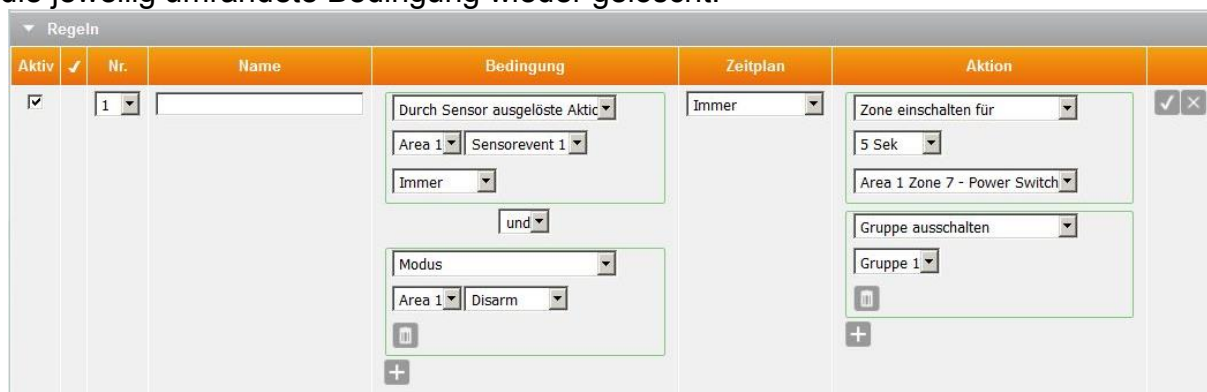 die jeweilig umrandete Bedingung wieder gelöscht.
Regeln
Aktiv Nr. Name Bedingung Zeitplan Aktion
1 Durch Sensor ausgelöste Aktic Immer Zone einschalten für
Area 1 Sensorevent 1 5 Sek
Immer Area 1 Zone 7 - Power Switch
und Gruppe ausschalten
Modus Gruppe 1
Area 1 Disarm